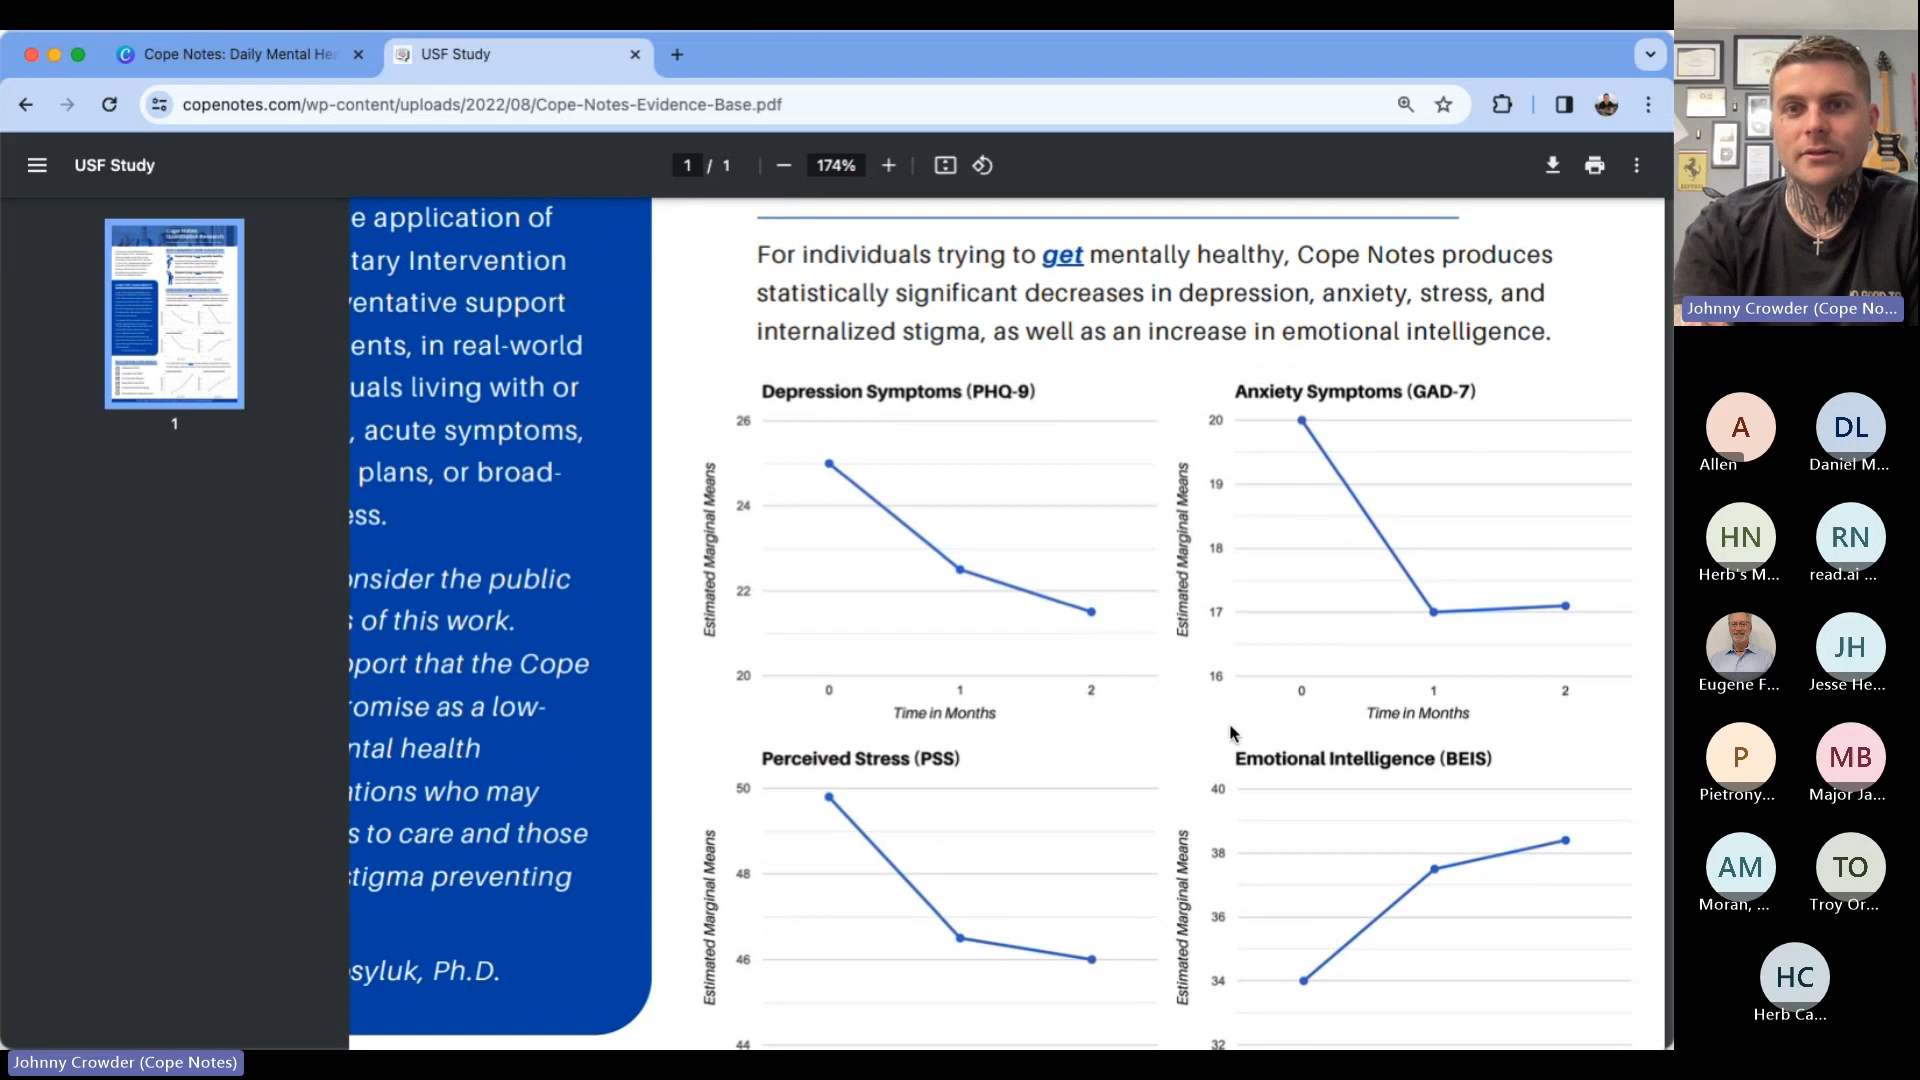 Cope Notes: Daily Mental Hea
USF Study
copenotes.com/wp-content/uploads/2022/08/Cope-Notes-Evidence-Base.pdf
USF Study
1 / 1
174%
1
e application of
tary Intervention
ventative support
ents, in real-world
uals living with or
, acute symptoms,
plans, or broad-
ess.
onsider the public
s of this work.
pport that the Cope
romise as a low-
ntal health
ations who may
s to care and those
stigma preventing
syluk, Ph.D.
For individuals trying to get mentally healthy, Cope Notes produces
statistically significant decreases in depression, anxiety, stress, and
internalized stigma, as well as an increase in emotional intelligence.
Depression Symptoms (PHQ-9)
26
24
22
20
Estimated Marginal Means
0 1 2
Time in Months
Anxiety Symptoms (GAD-7)
20
19
18
17
16
Estimated Marginal Means
0 1 2
Time in Months
Perceived Stress (PSS)
50
48
46
44
Estimated Marginal Means
Emotional Intelligence (BEIS)
40
38
36
34
32
Estimated Marginal Means
Johnny Crowder (Cope No...
A
Allen
DL
Daniel M...
HN
Herb's M...
RN
read.ai ...
Eugene F...
JH
Jesse He...
P
Pietrony...
MB
Major Ja...
AM
Moran, ...
TO
Troy Or...
HC
Herb Ca...
Johnny Crowder (Cope Notes)